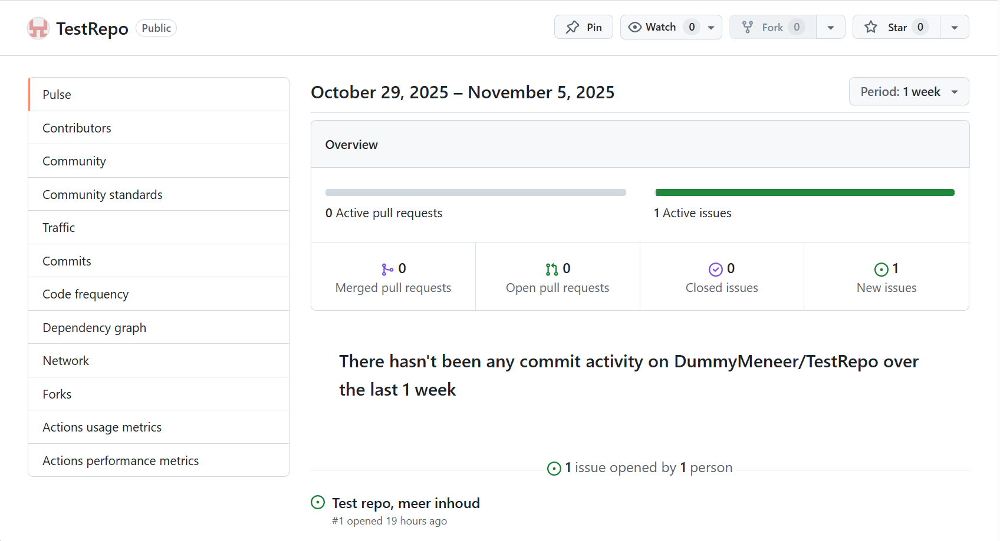 TestRepo Public
Pin
Watch 0
Fork 0
Star 0
Pulse
Contributors
Community
Community standards
Traffic
Commits
Code frequency
Dependency graph
Network
Forks
Actions usage metrics
Actions performance metrics
October 29, 2025 – November 5, 2025
Period: 1 week
Overview
0 Active pull requests
1 Active issues
0
Merged pull requests
0
Open pull requests
0
Closed issues
1
New issues
There hasn't been any commit activity on DummyMeneer/TestRepo over
the last 1 week
1 issue opened by 1 person
Test repo, meer inhoud
#1 opened 19 hours ago